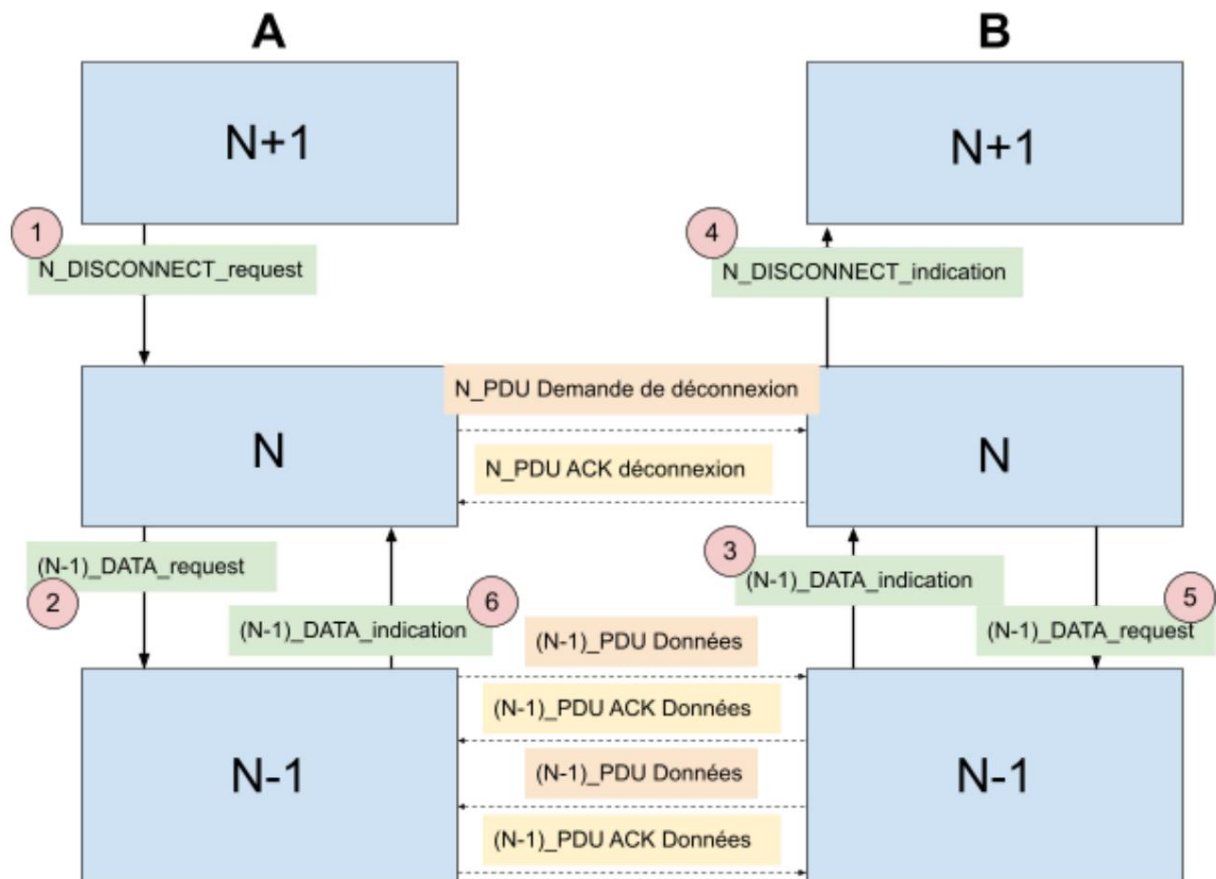 A
B
N+1
N+1
1
N_DISCONNECT_request
4
N_DISCONNECT_indication
N
N_PDU Demande de déconnexion
N_PDU ACK déconnexion
N
(N-1)_DATA_request
2
(N-1)_DATA_indication
6
3
(N-1)_DATA_indication
5
(N-1)_DATA_request
N-1
(N-1)_PDU Données
(N-1)_PDU ACK Données
(N-1)_PDU Données
(N-1)_PDU ACK Données
N-1